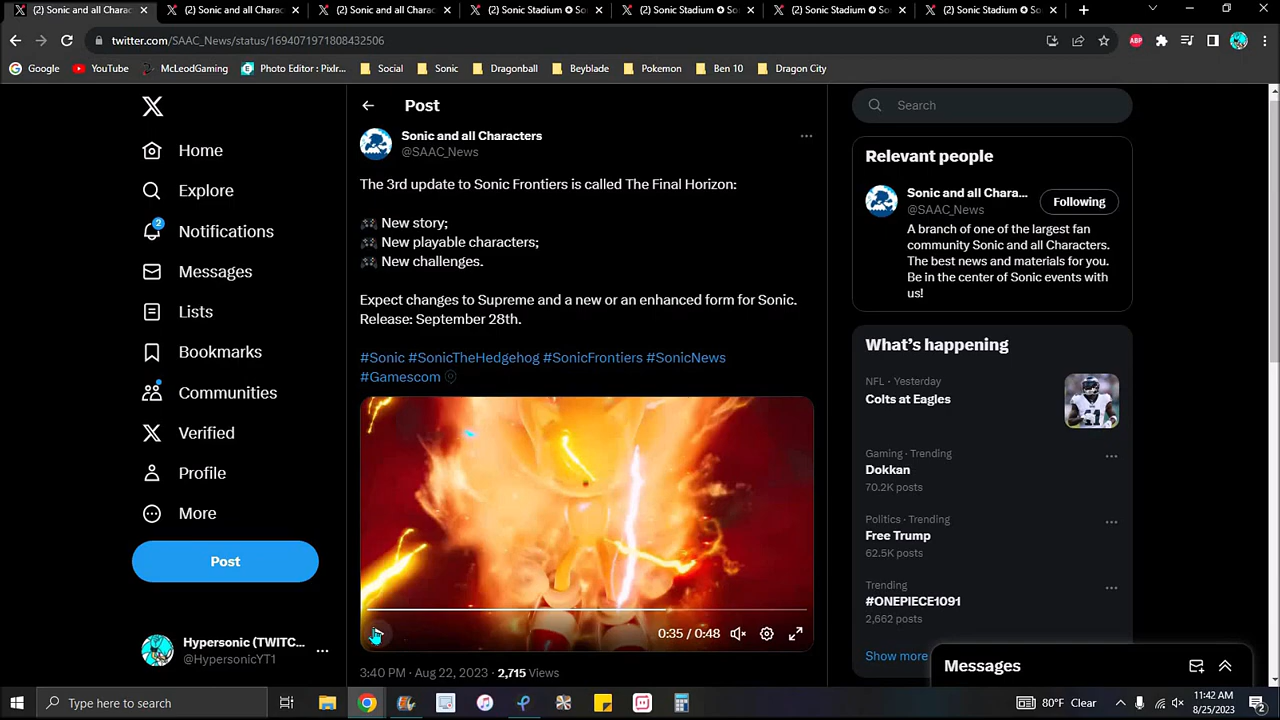 (2) Sonic and all Charac
(2) Sonic and all Charac
(2) Sonic and all Charac
(2) Sonic Stadium ✪ So
(2) Sonic Stadium ✪ So
(2) Sonic Stadium ✪ So
(2) Sonic Stadium ✪ So
twitter.com/SAAC_News/status/1694071971808432506
ABP
Google
YouTube
McLeodGaming
Photo Editor : Pixlr...
Social
Sonic
Dragonball
Beyblade
Pokemon
Ben 10
Dragon City
Home
Explore
2
Notifications
Messages
Lists
Bookmarks
Communities
Verified
Profile
More
Post
Hypersonic (TWITC...
@HypersonicYT1
Post
Sonic and all Characters
@SAAC_News
The 3rd update to Sonic Frontiers is called The Final Horizon:
🎮 New story;
🎮 New playable characters;
🎮 New challenges.
Expect changes to Supreme and a new or an enhanced form for Sonic.
Release: September 28th.
#Sonic #SonicTheHedgehog #SonicFrontiers #SonicNews
#Gamescom
0:35 / 0:48
3:40 PM · Aug 22, 2023 · 2,715 Views
Search
Relevant people
Sonic and all Chara...
@SAAC_News
Following
A branch of one of the largest fan
community Sonic and all Characters.
The best news and materials for you.
Be in the center of Sonic events with
us!
What's happening
NFL · Yesterday
Colts at Eagles
Gaming · Trending
Dokkan
70.2K posts
Politics · Trending
Free Trump
62.5K posts
Trending
#ONEPIECE1091
2,662 posts
Show more
Messages
Type here to search
80°F Clear
11:42 AM
8/25/2023
2